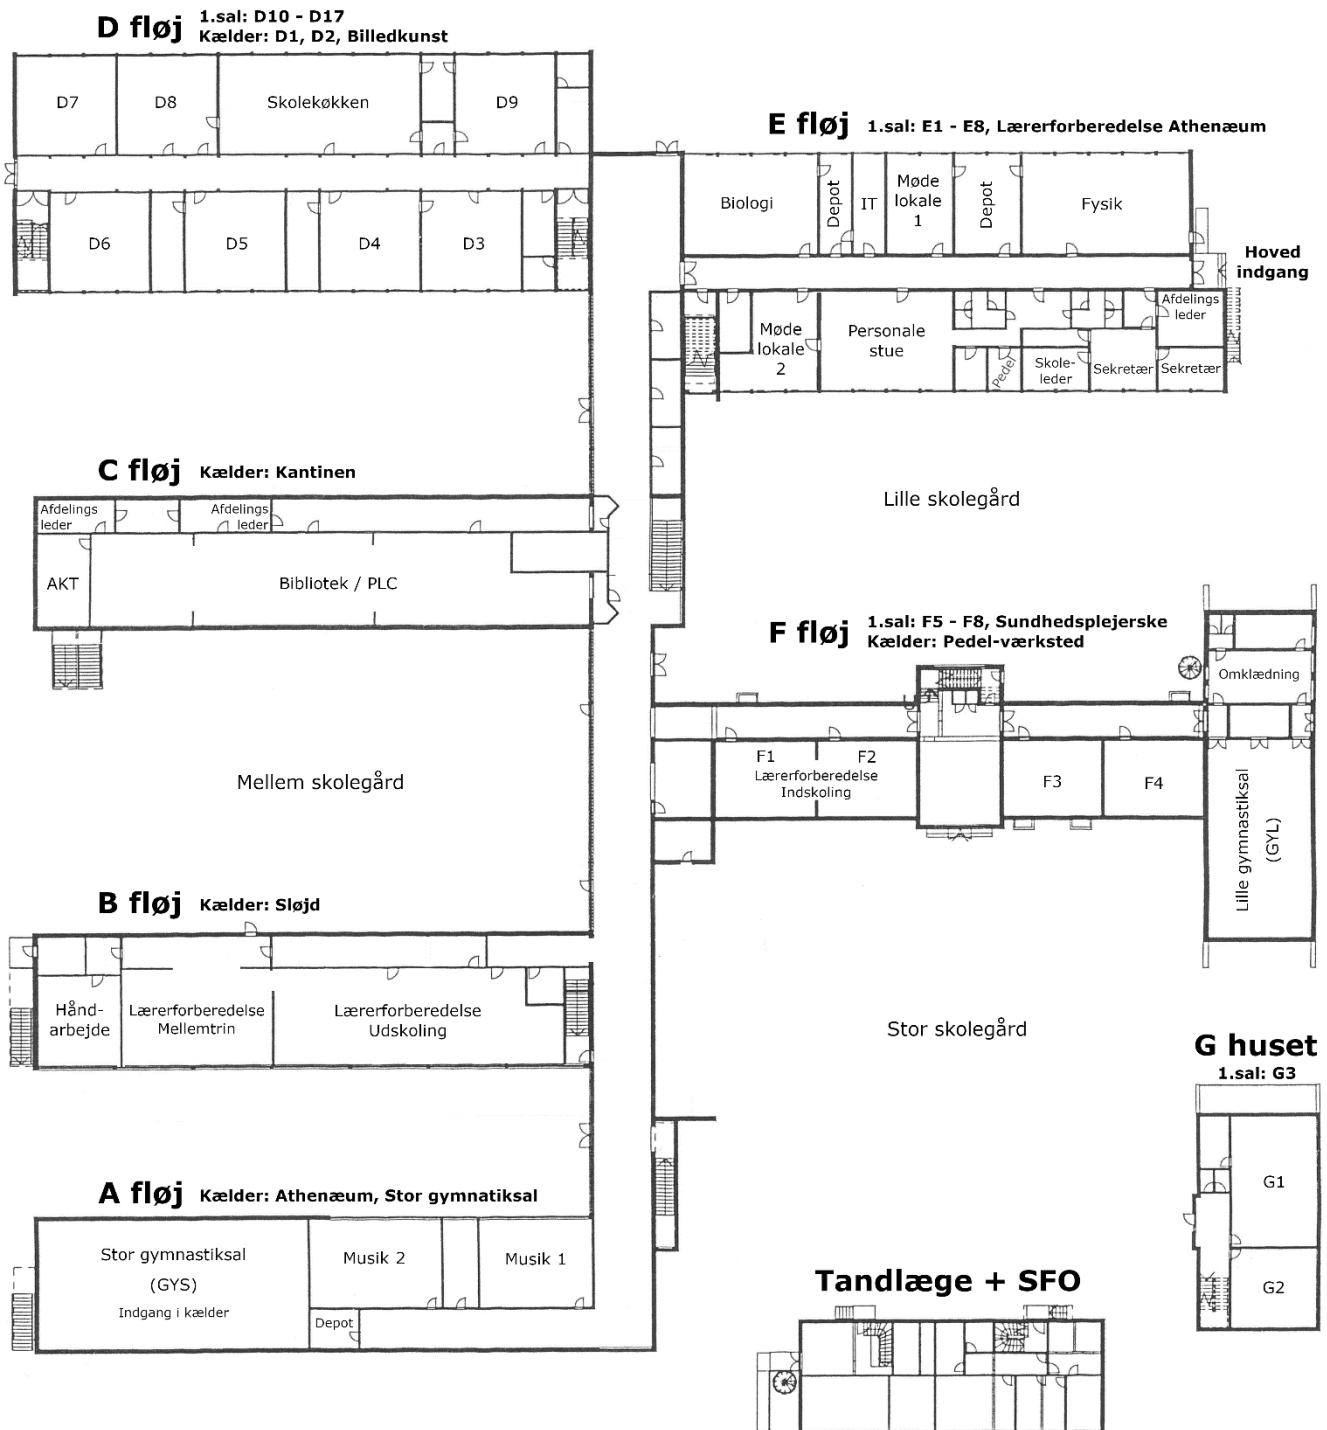 D fløj
1.sal: D10 - D17
Kælder: D1, D2, Billedkunst
D7
D8
Skolekøkken
D9
D6
D5
D4
D3
E fløj
1.sal: E1 - E8, Lærerforberedelse Athenæum
Biologi
Depot
IT
Møde
lokale
1
Depot
Fysik
Hoved
indgang
Møde
lokale
2
Personale
stue
Pedel
Skole-
leder
Sekretær
Afdelings
leder
Sekretær
Lille skolegård
C fløj
Kælder: Kantinen
Afdelings
leder
Afdelings
leder
AKT
Bibliotek / PLC
F fløj
1.sal: F5 - F8, Sundhedsplejerske
Kælder: Pedel-værksted
Omklædning
F1
F2
Lærerforberedelse
Indskoling
F3
F4
Lille gymnastiksal
(GYL)
Mellem skolegård
B fløj
Kælder: Sløjd
Hånd-
arbejde
Lærerforberedelse
Mellemtrin
Lærerforberedelse
Udskoling
Stor skolegård
G huset
1.sal: G3
G1
G2
A fløj
Kælder: Athenæum, Stor gymnatiksal
Stor gymnastiksal
(GYS)
Indgang i kælder
Musik 2
Musik 1
Depot
Tandlæge + SFO